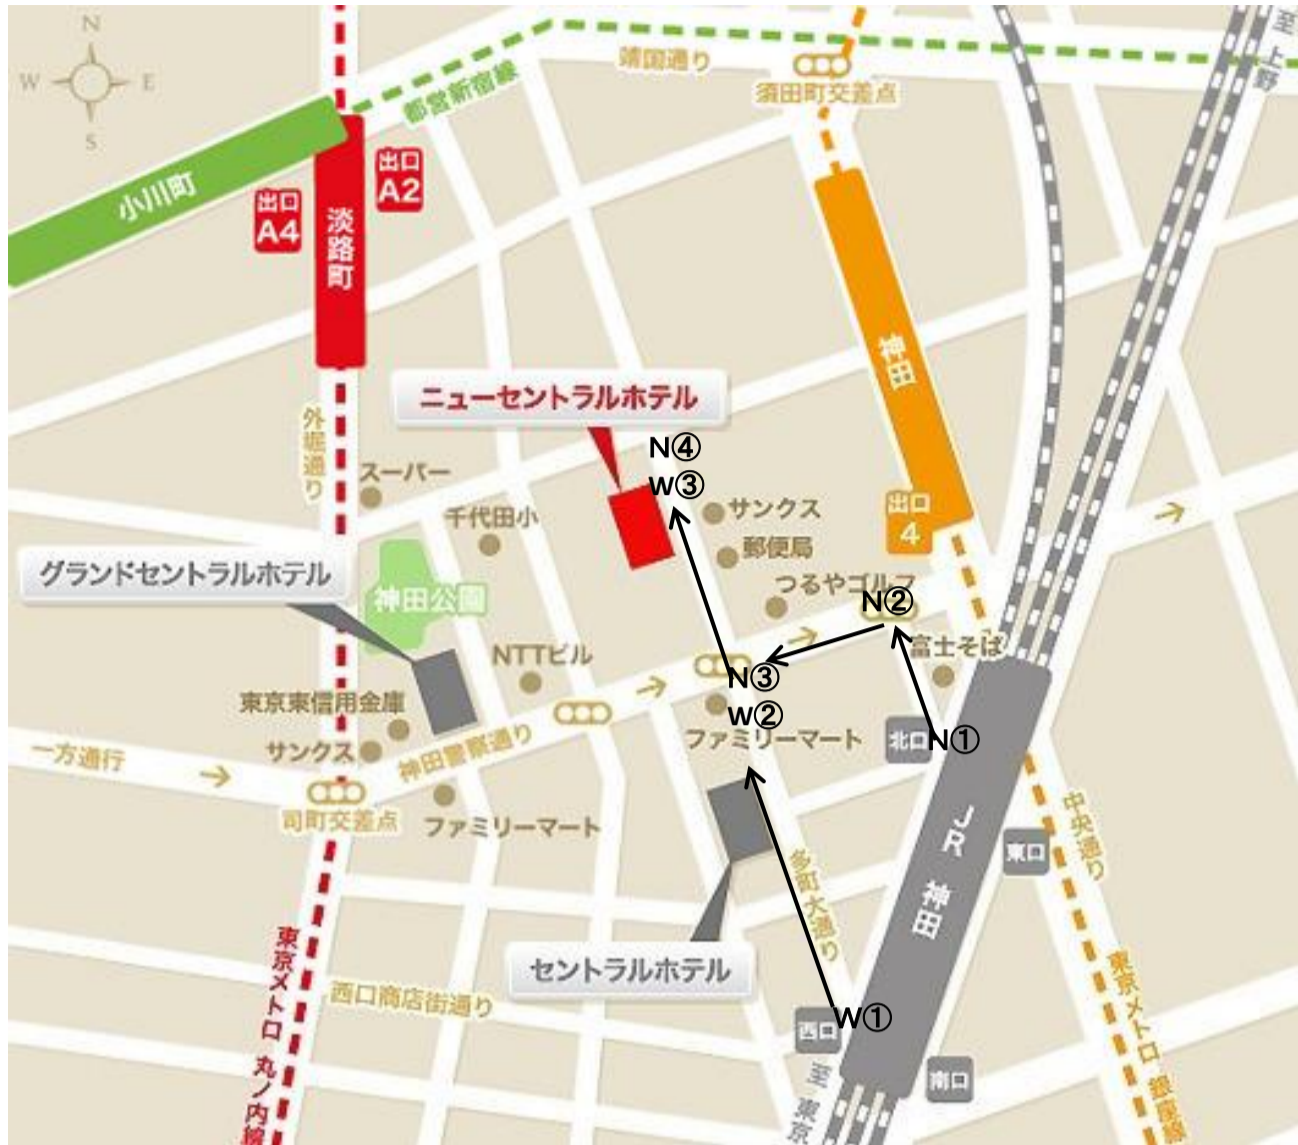 N
W
E
S
至
上野
靖国通り
都営新宿線
須田町交差点
小川町
出口
A2
出口
A4
淡路町
神田
ニューセントラルホテル
外堀通り
スーパー
N④
W③
サンクス
千代田小
出口
4
郵便局
グランドセントラルホテル
神田公園
つるやゴルフ
N②
NTTビル
富士そば
N③
W②
東京東信用金庫
サンクス
ファミリーマート
北口
N①
一方通行
神田警察通り
司町交差点
ファミリーマート
JR 神田
東口
中央通り
多町大通り
セントラルホテル
東京メトロ 丸ノ内線
西口商店街通り
西口
W①
南口
至 東京
東京メトロ 銀座線